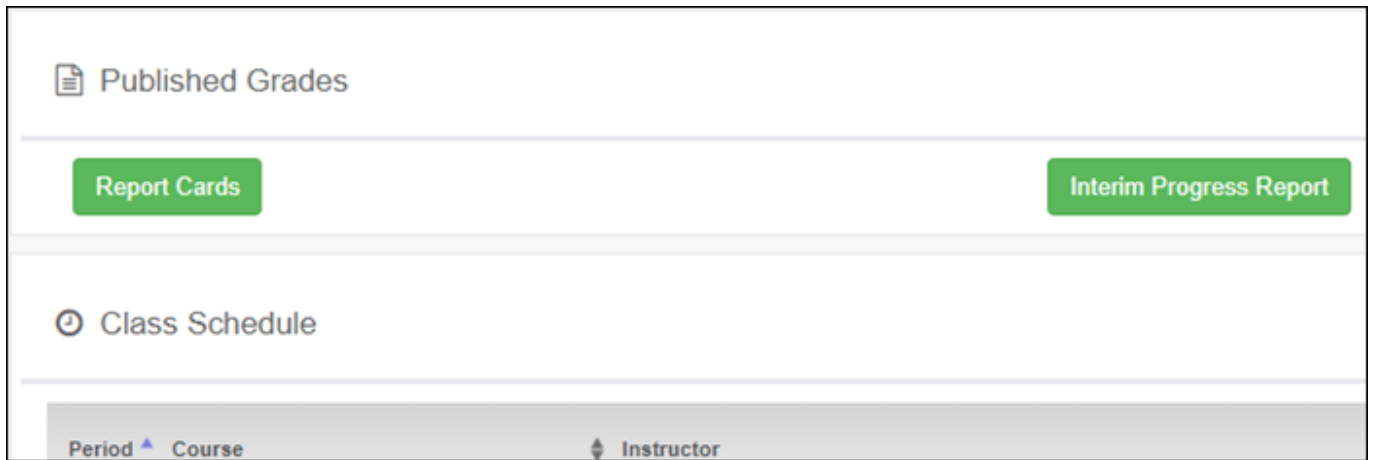 Published Grades
Report Cards Interim Progress Report
Class Schedule
Period Course Instructor